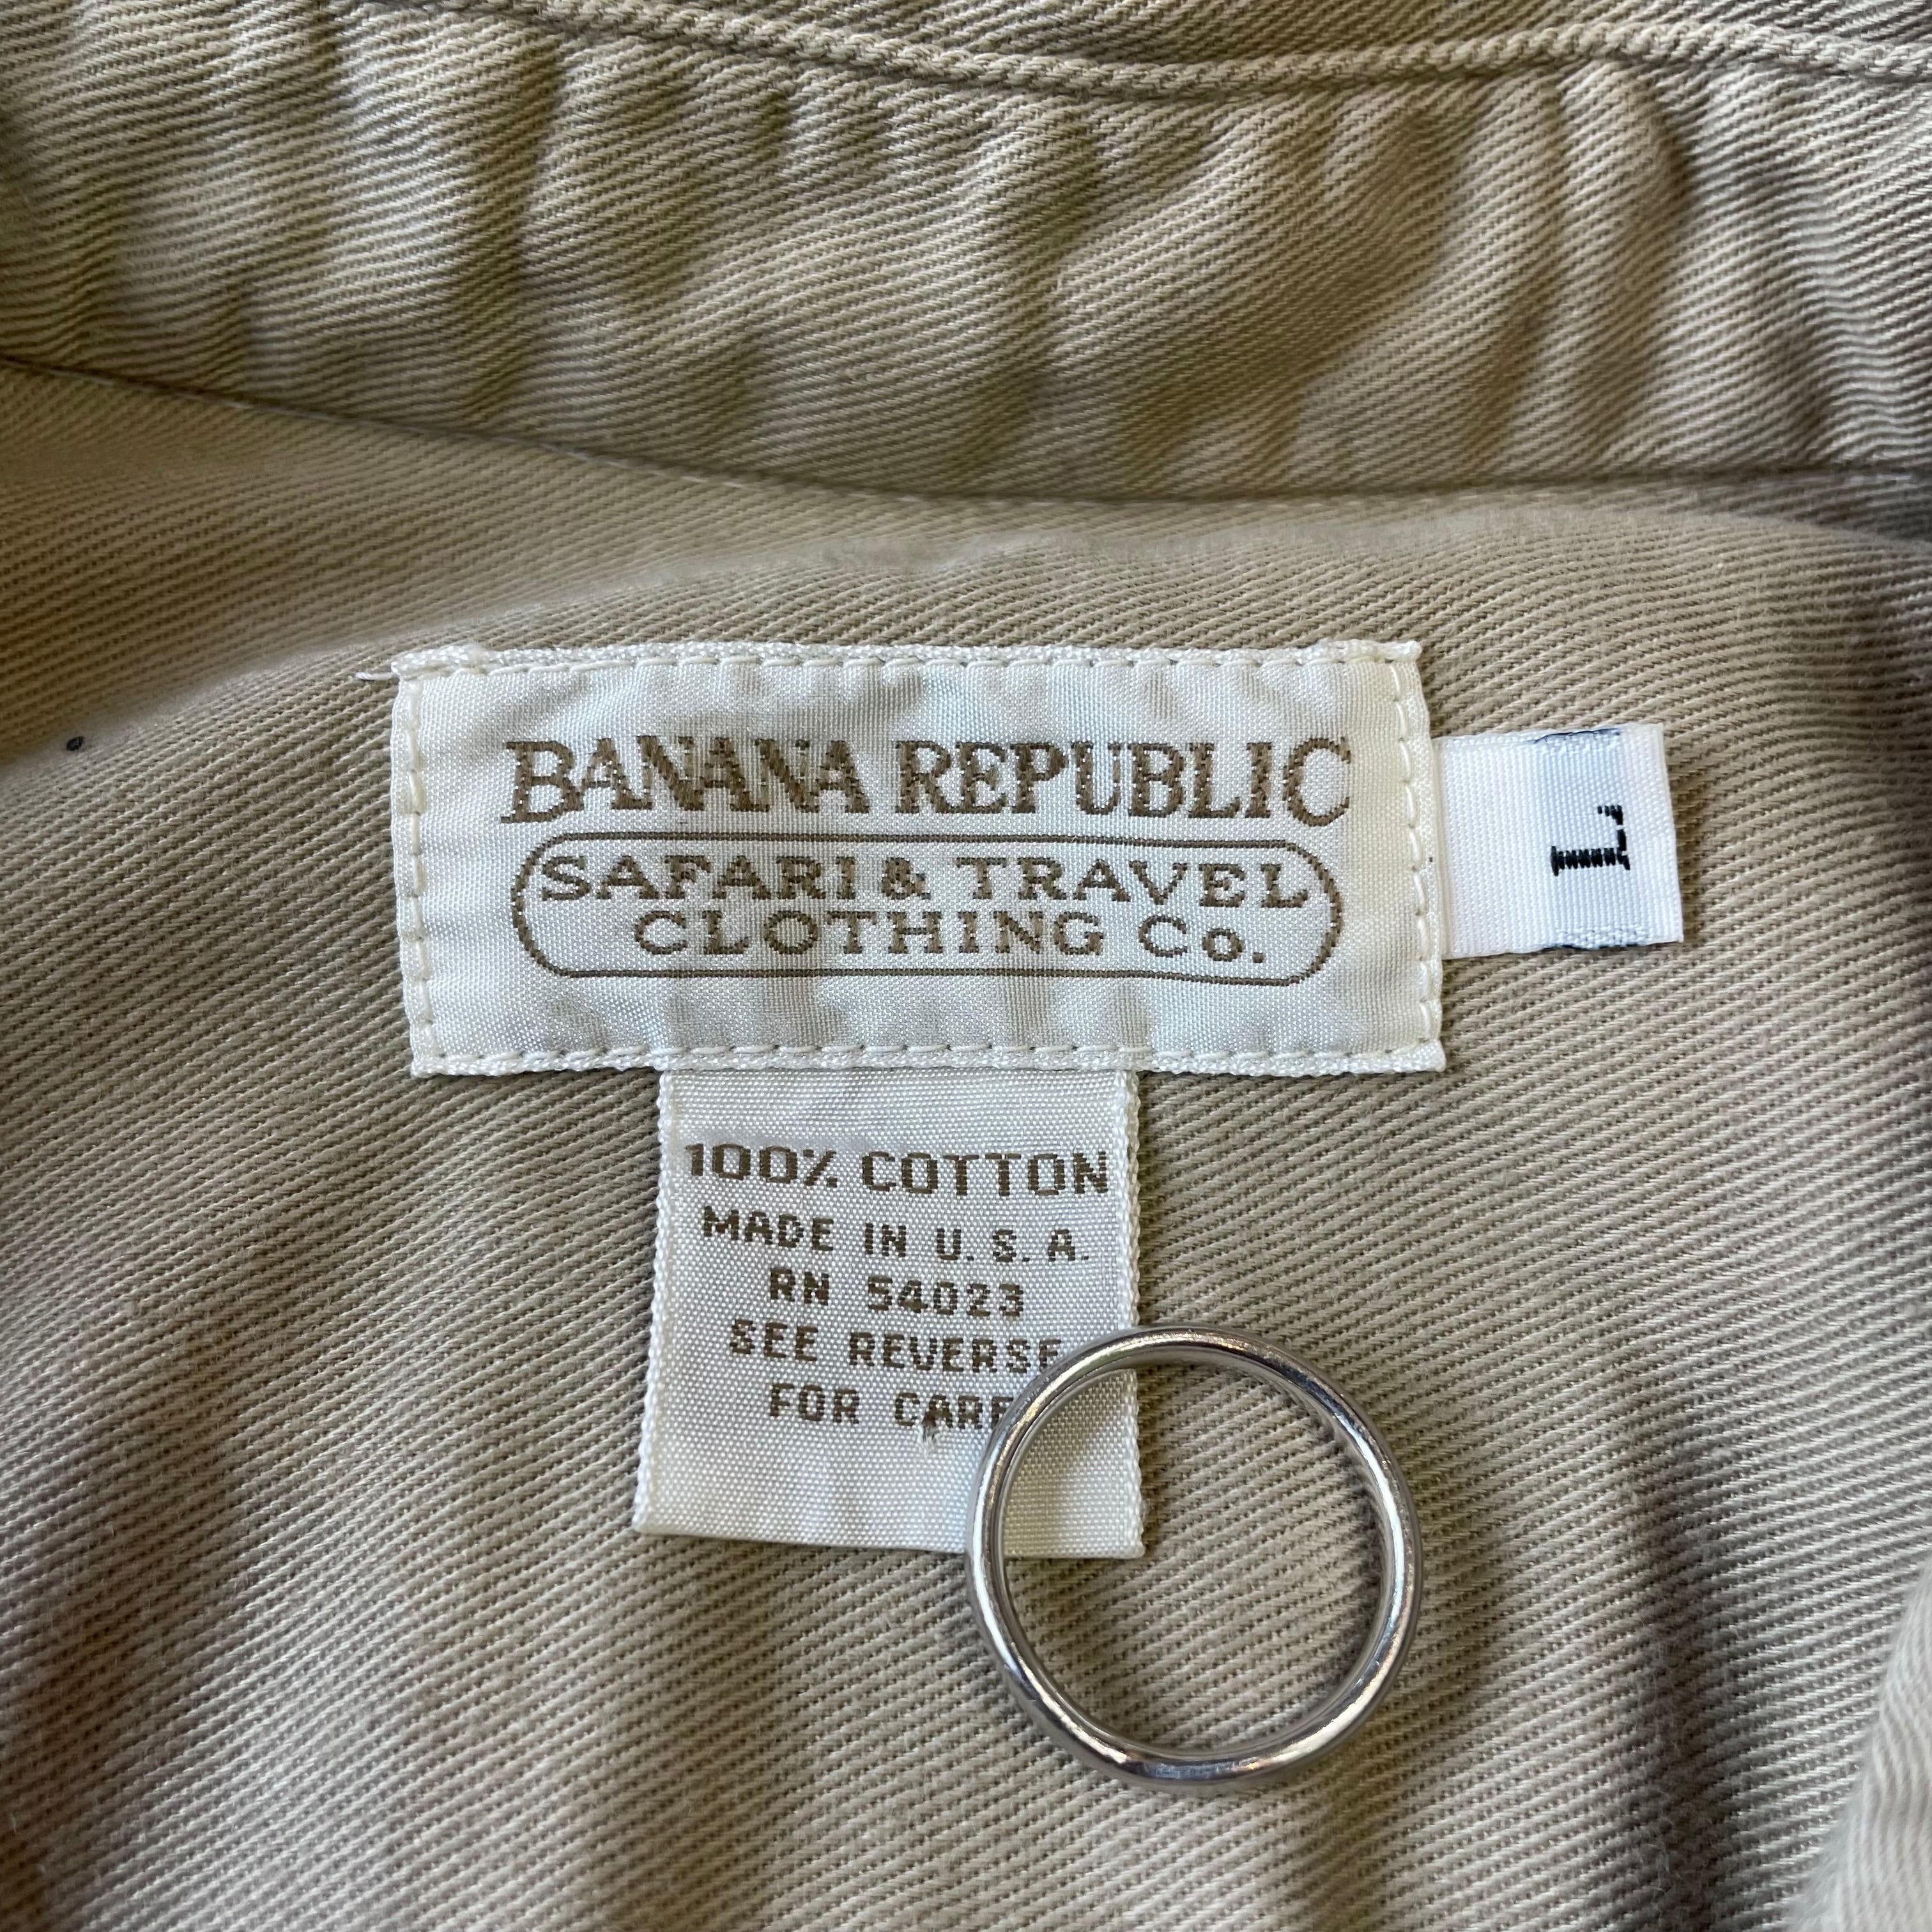 BANANA REPUBLIC
SAFARI & TRAVEL
CLOTHING Co.
L
100% COTTON
MADE IN U.S.A.
RN 54023
SEE REVERSE
FOR CARE